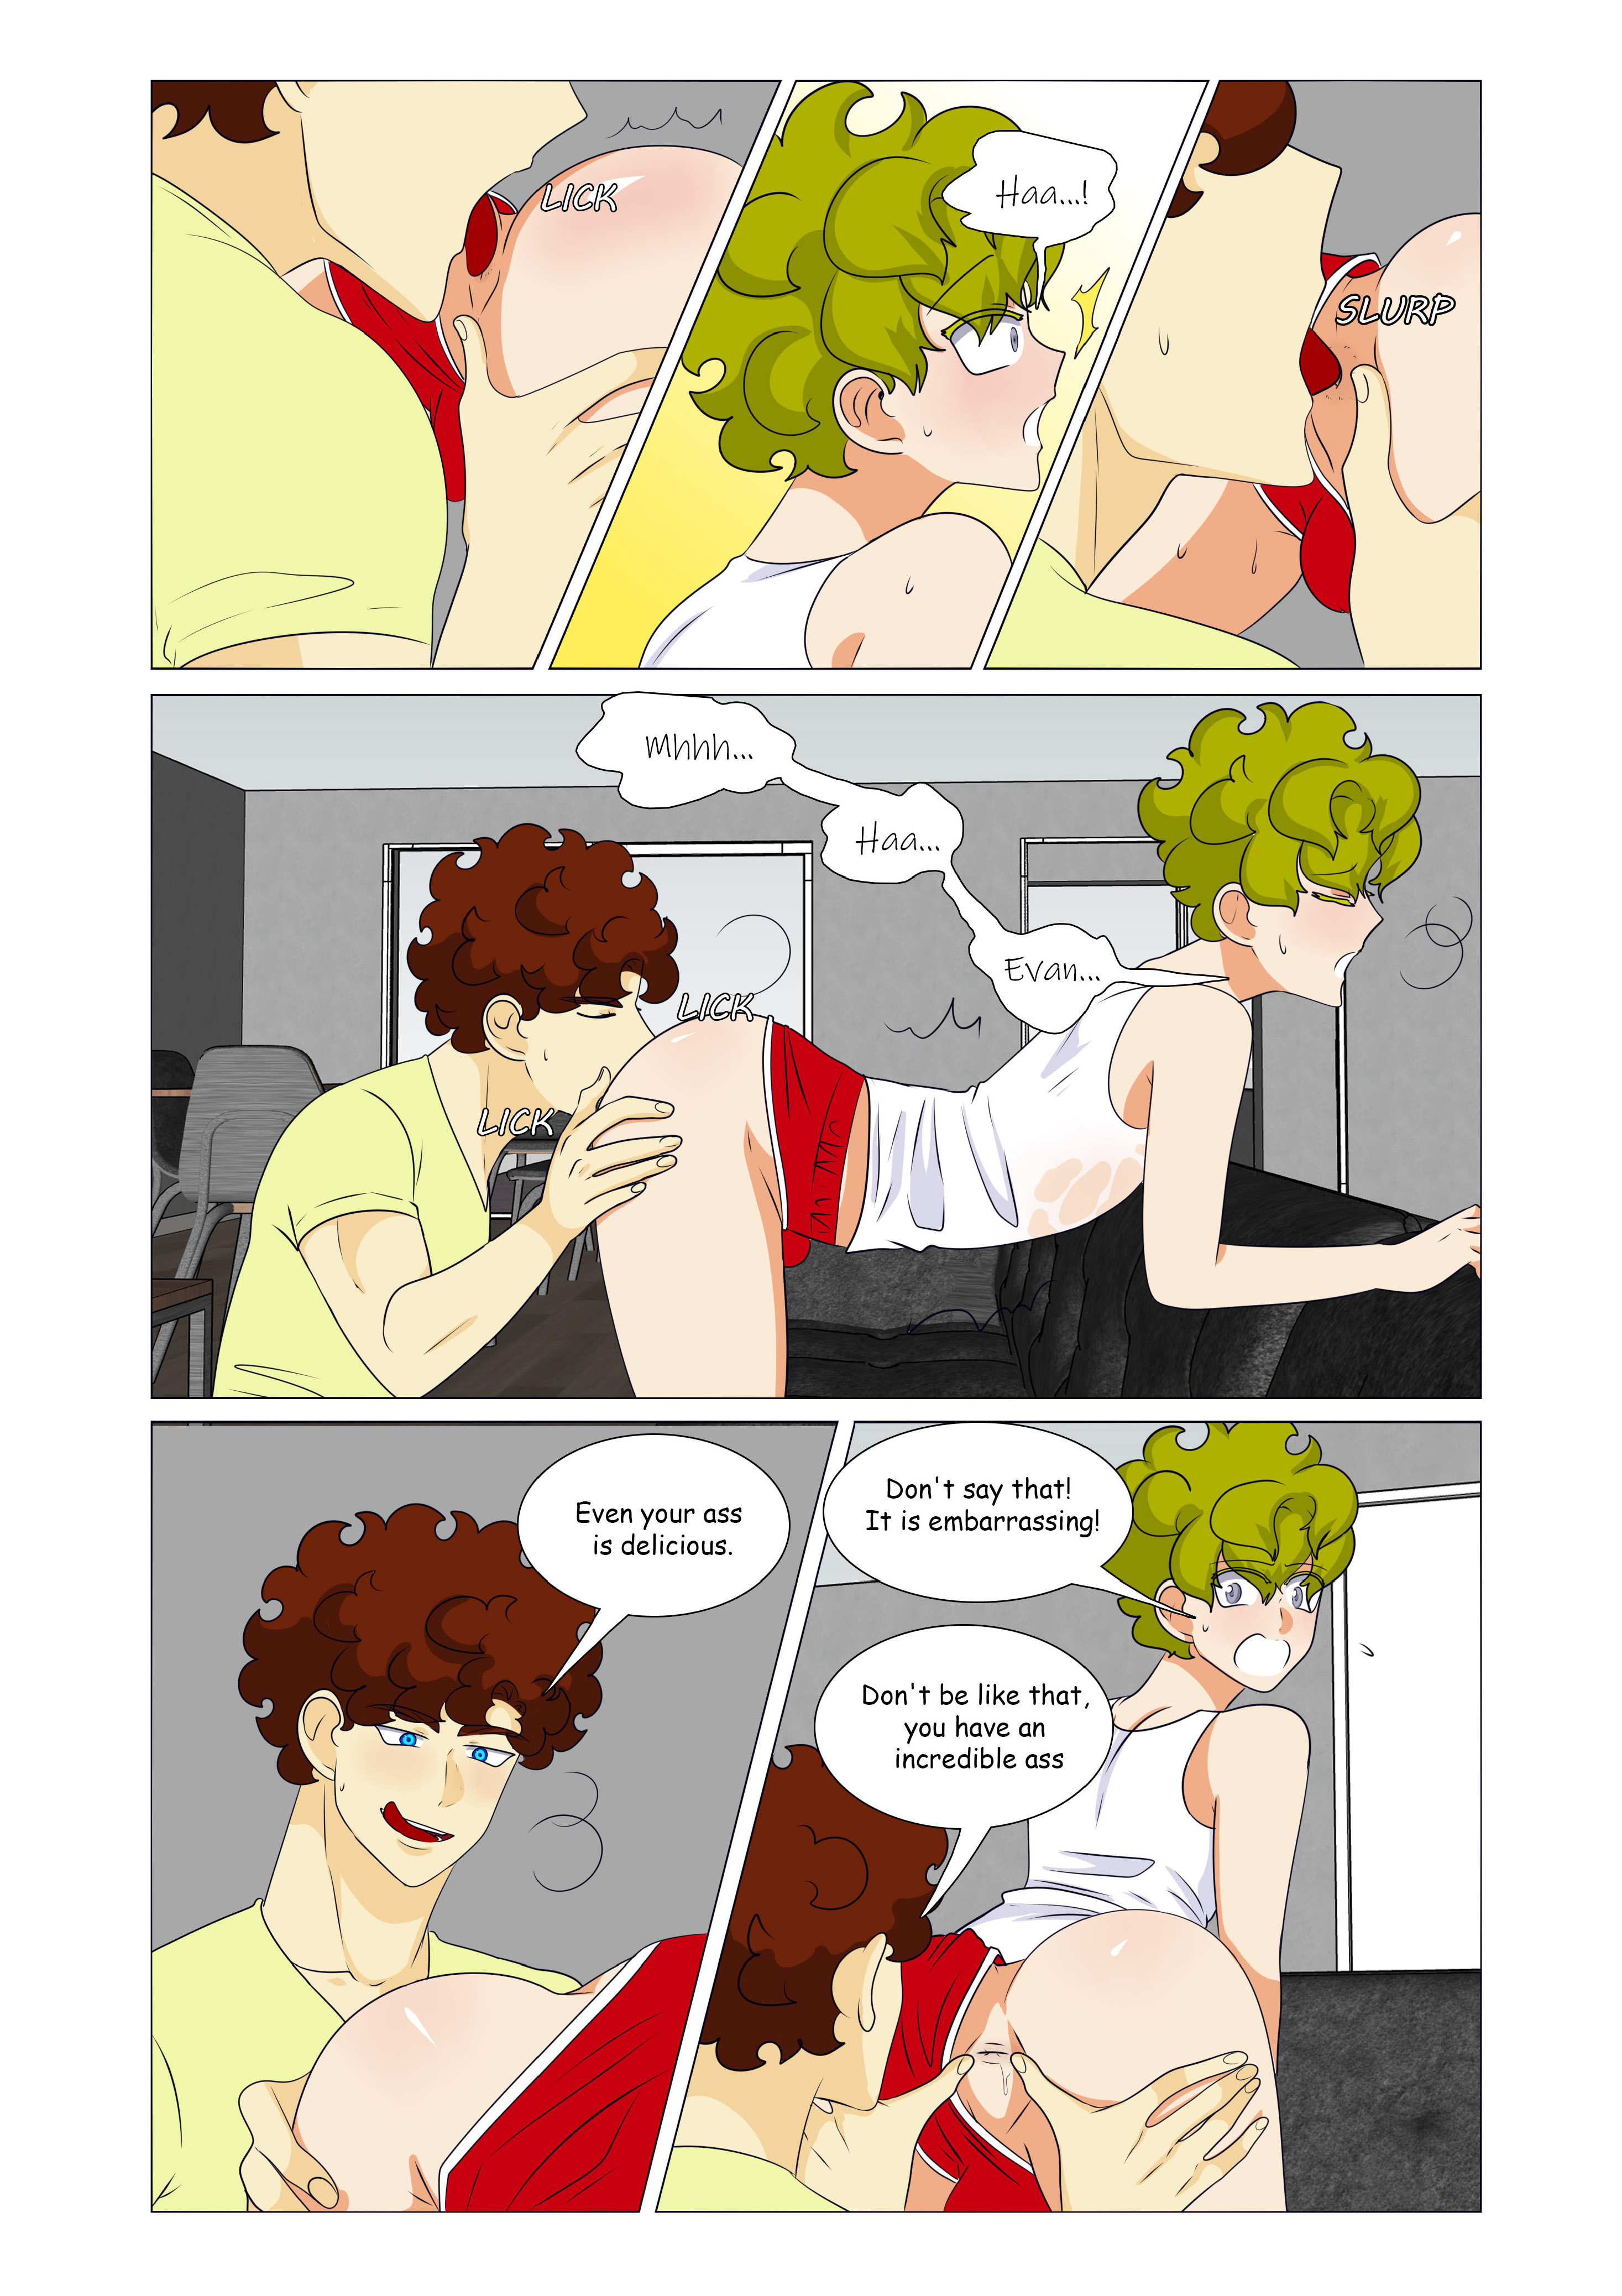 LICK
Haa...!
SLURP
Mhhh...
Haa...
Evan...
LICK
LICK
Even your ass
is delicious.
Don't say that!
It is embarrassing!
Don't be like that,
you have an
incredible ass